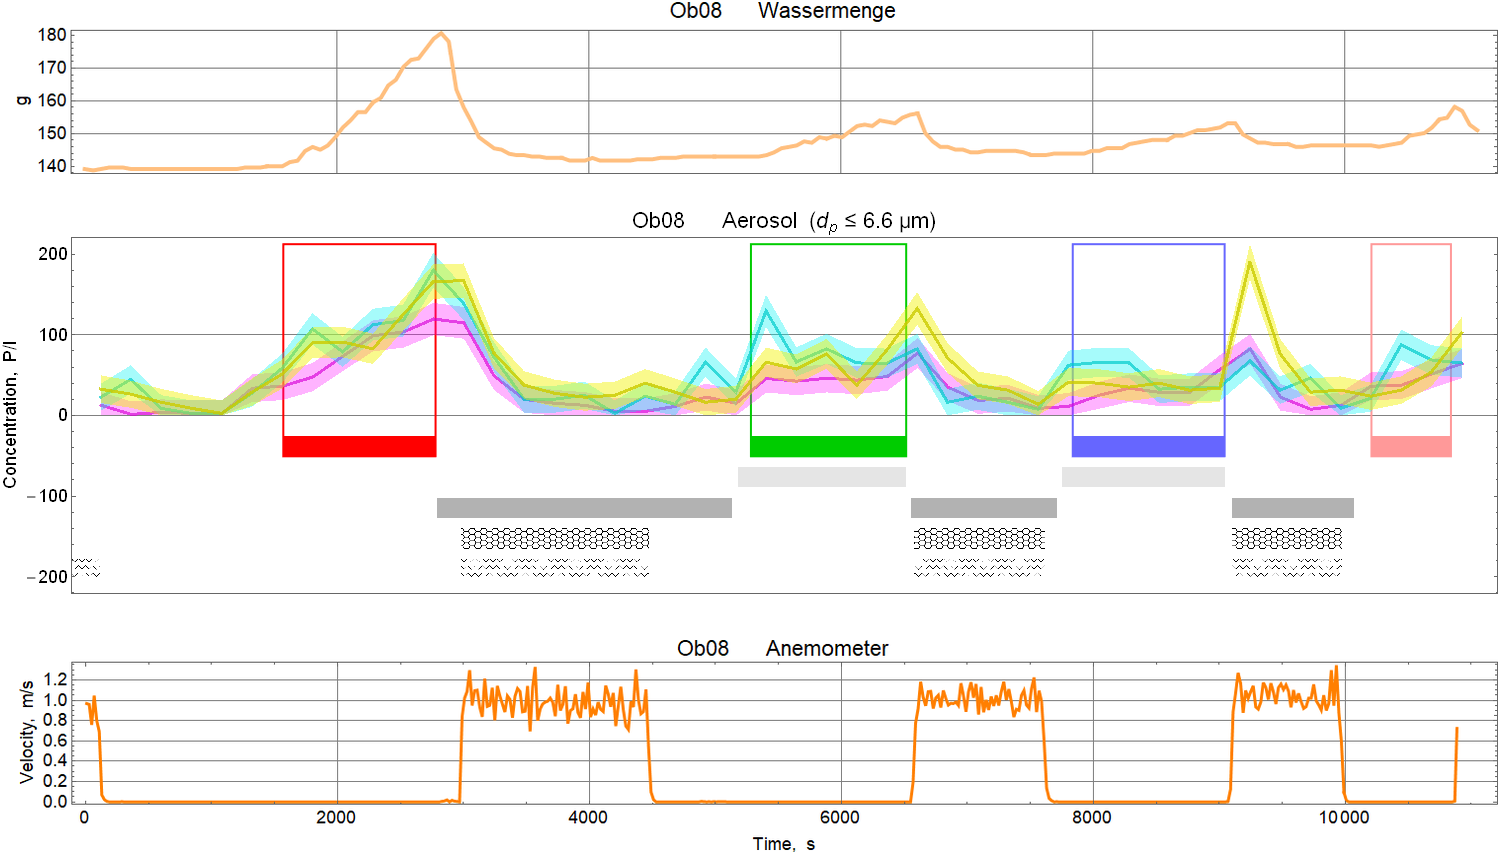 Ob08 Wassermenge
180
170
160
150
140
g
Ob08 Aerosol (dp ≤ 6.6 µm)
200
100
0
−100
−200
Concentration, P/l
Ob08 Anemometer
1.2
1.0
0.8
0.6
0.4
0.2
0.0
Velocity, m/s
0 2000 4000 6000 8000 10000
Time, s